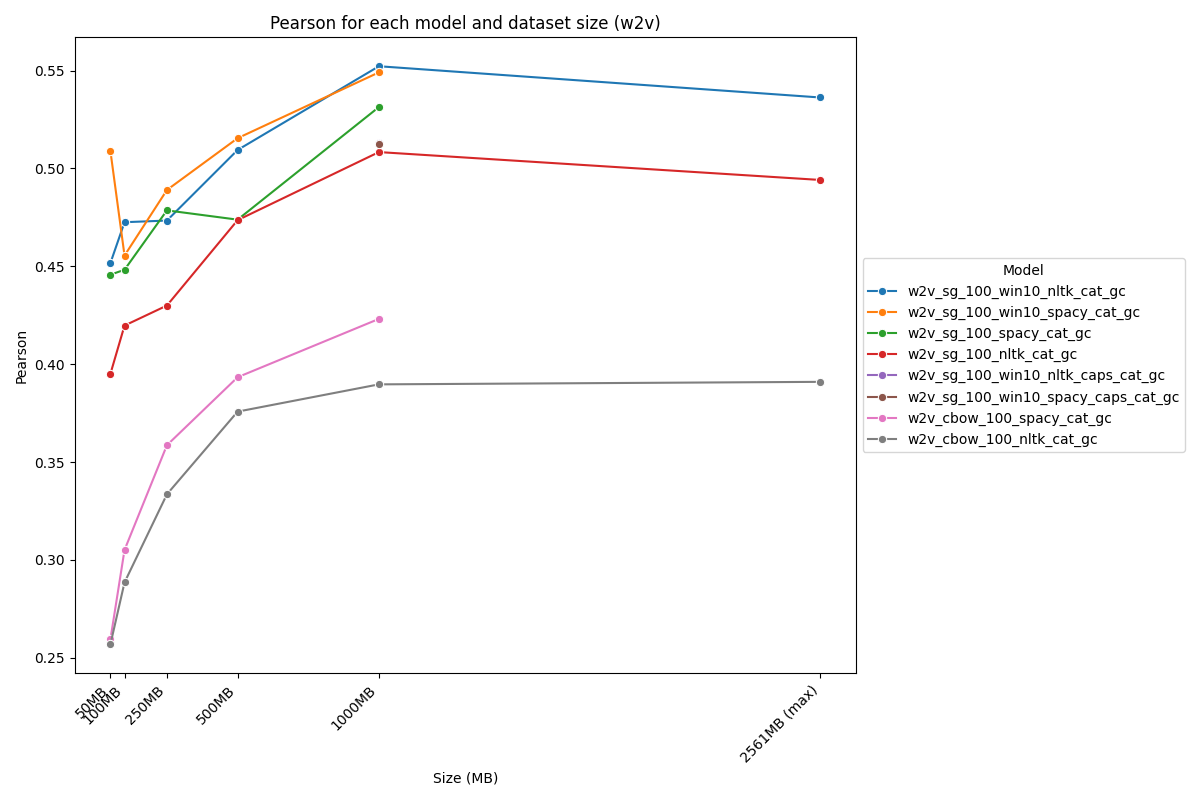 Pearson for each model and dataset size (w2v)
0.55
0.50
0.45
0.40
0.35
0.30
0.25
Pearson
50MB
100MB
250MB
500MB
1000MB
2561MB (max)
Size (MB)
Model
w2v_sg_100_win10_nltk_cat_gc
w2v_sg_100_win10_spacy_cat_gc
w2v_sg_100_spacy_cat_gc
w2v_sg_100_nltk_cat_gc
w2v_sg_100_win10_nltk_caps_cat_gc
w2v_sg_100_win10_spacy_caps_cat_gc
w2v_cbow_100_spacy_cat_gc
w2v_cbow_100_nltk_cat_gc